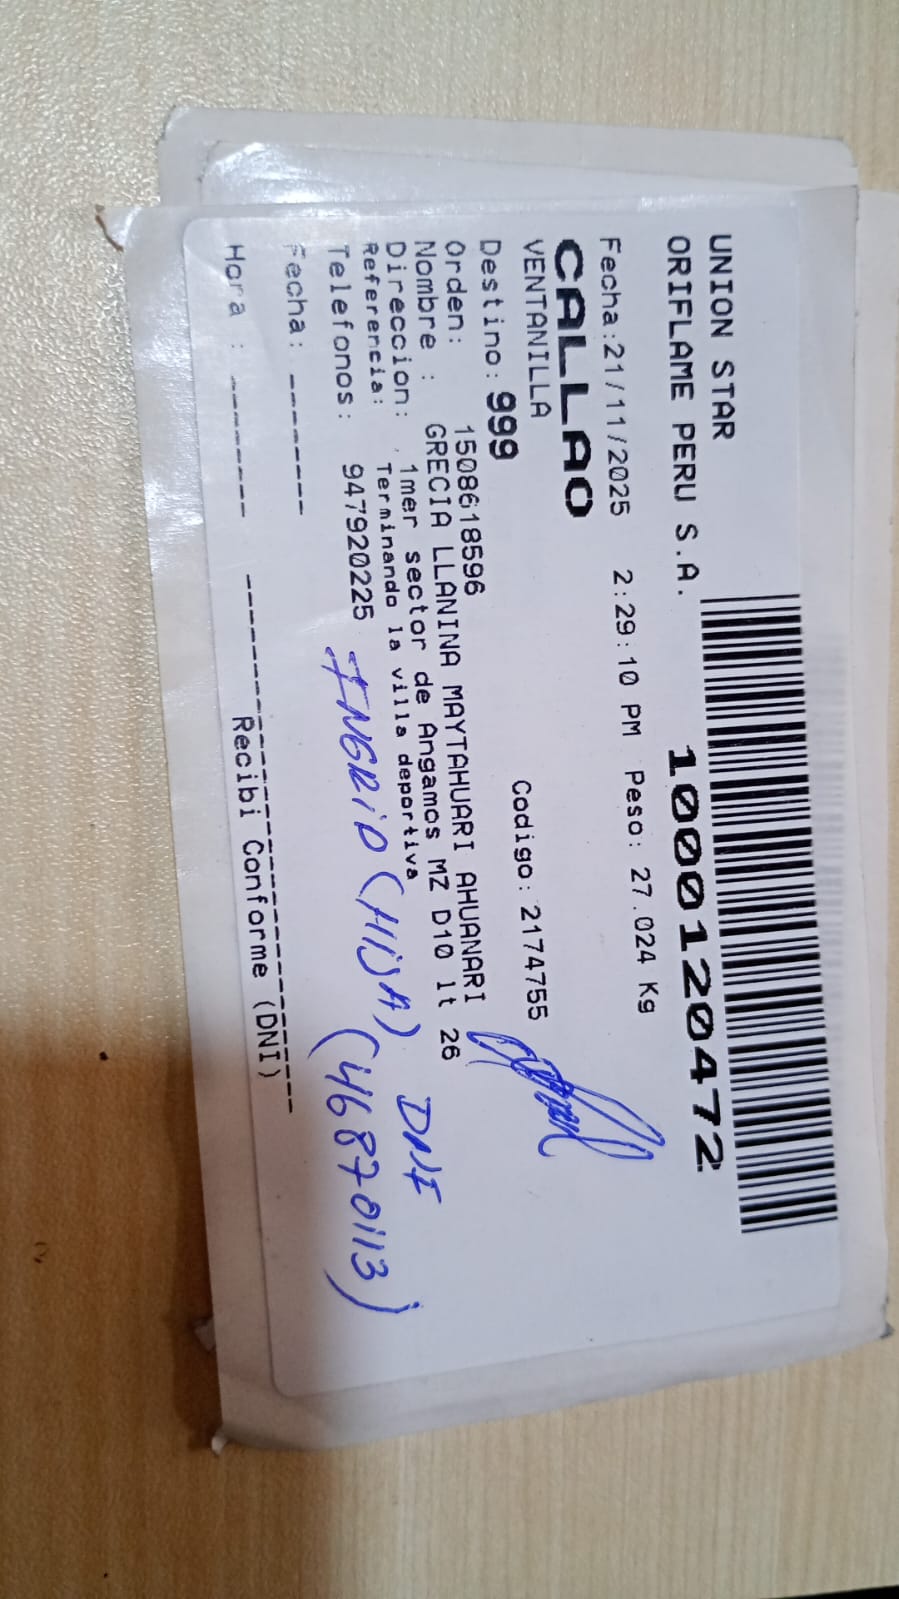 UNION STAR
ORIFLAME PERU S.A. 1000120472
Fecha:21/11/2025 2:29:10 PM Peso: 27.024 Kg
CALLAO
VENTANILLA
Destino: 999 Codigo: 2174755
Orden: 1508618596
Nombre : GRECIA LLANINA MAYTAHUARI AHUANARI
Direccion: 1mer sector de Angamos MZ D10 lt 26
Referencia: Terminando la villa deportiva
Telefonos: 947920225
INGRID (HIJA) DNI
(46870113)
Fecha: ------
Hora : -------
Recibi Conforme (DNI)